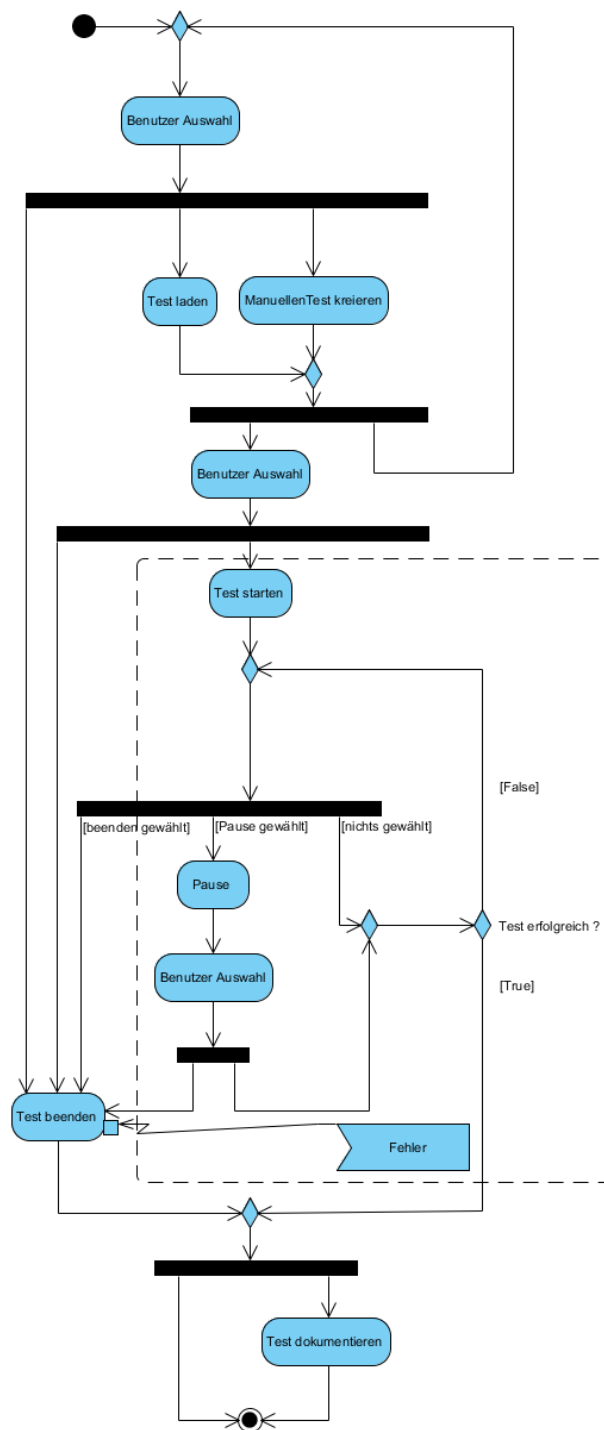 Benutzer Auswahl
Test laden
ManuellenTest kreieren
Benutzer Auswahl
Test starten
[False]
[beenden gewählt]
[Pause gewählt]
[nichts gewählt]
Pause
Test erfolgreich ?
Benutzer Auswahl
[True]
Test beenden
Fehler
Test dokumentieren